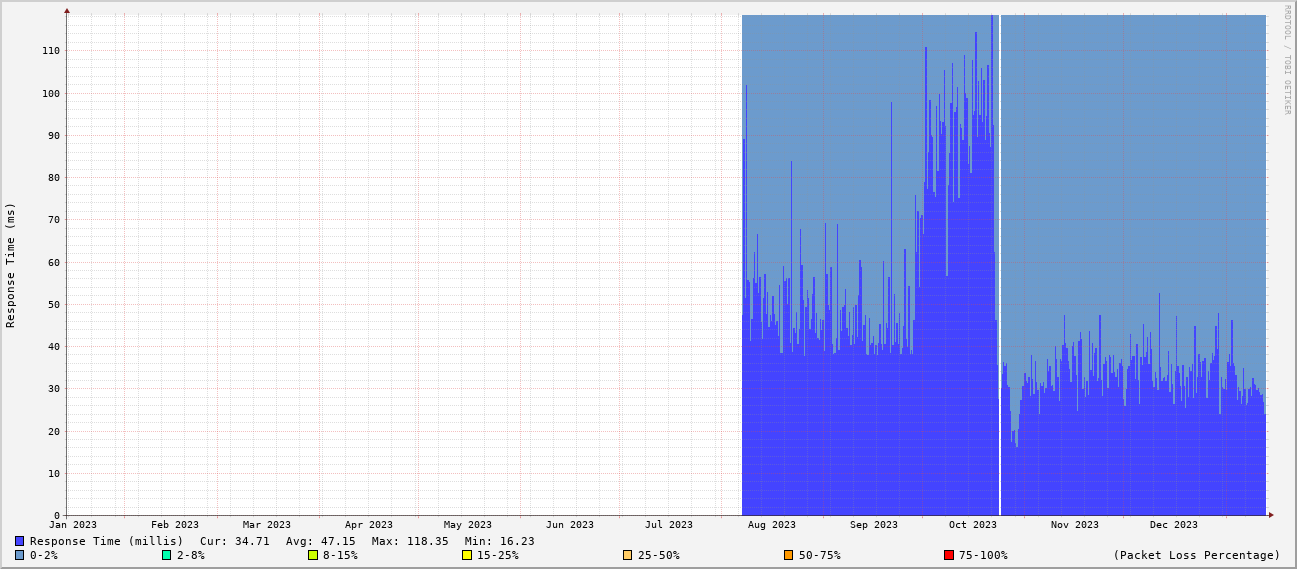 RRDTOOL / TOBI OETIKER
Response Time (ms)
110
100
90
80
70
60
50
40
30
20
10
0
Jan 2023 Feb 2023 Mar 2023 Apr 2023 May 2023 Jun 2023 Jul 2023 Aug 2023 Sep 2023 Oct 2023 Nov 2023 Dec 2023
Response Time (millis) Cur: 34.71 Avg: 47.15 Max: 118.35 Min: 16.23
0-2% 2-8% 8-15% 15-25% 25-50% 50-75% 75-100% (Packet Loss Percentage)